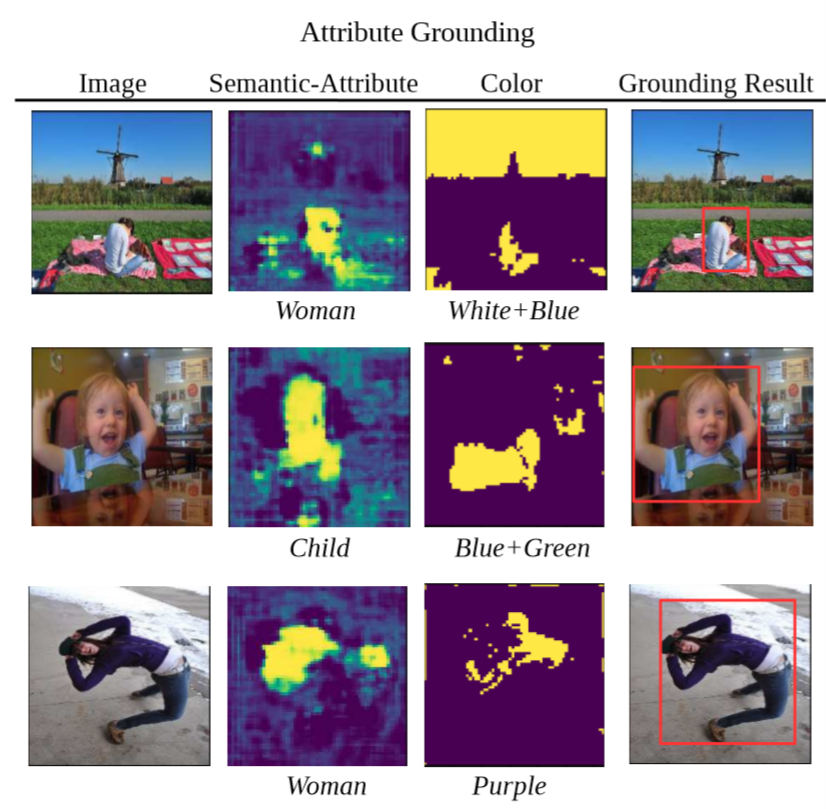 Attribute Grounding
Image Semantic-Attribute Color Grounding Result
Woman White+Blue
Child Blue+Green
Woman Purple